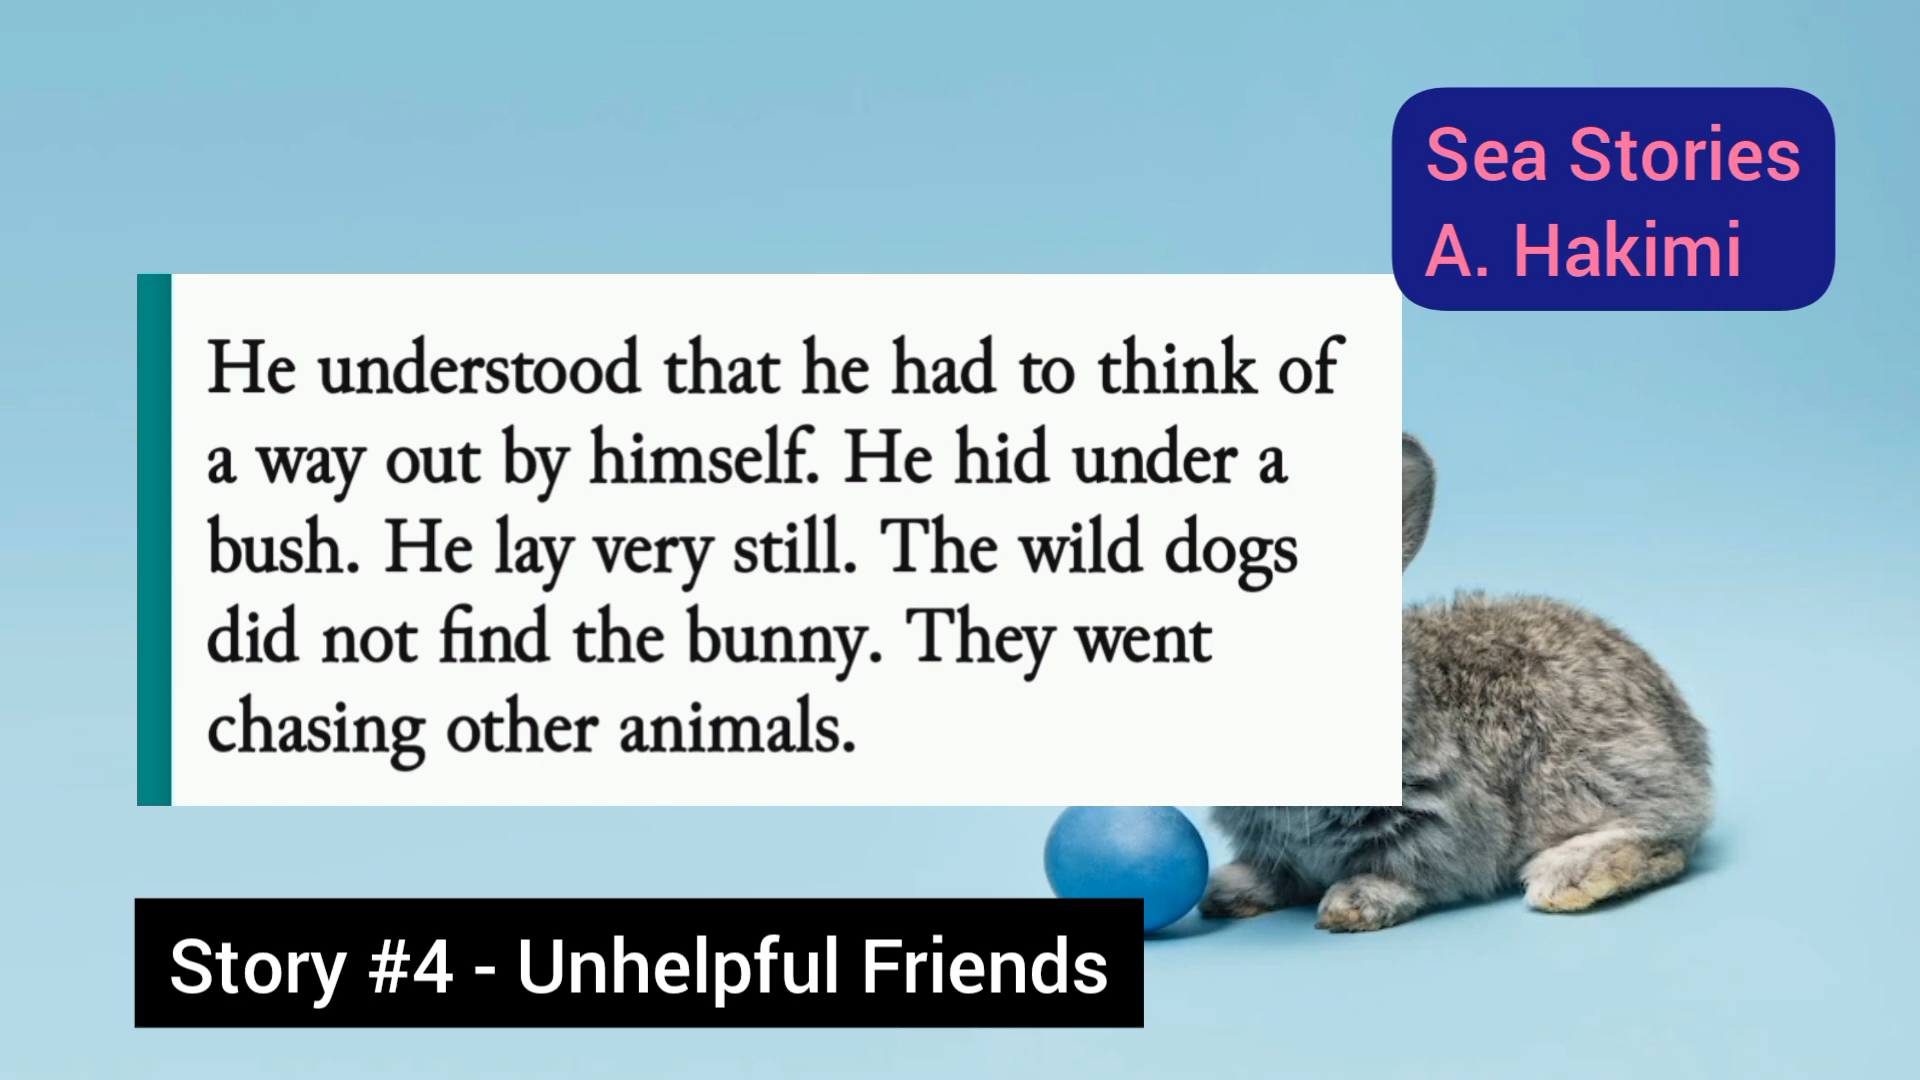 Sea Stories
A. Hakimi
He understood that he had to think of
a way out by himself. He hid under a
bush. He lay very still. The wild dogs
did not find the bunny. They went
chasing other animals.
Story #4 - Unhelpful Friends